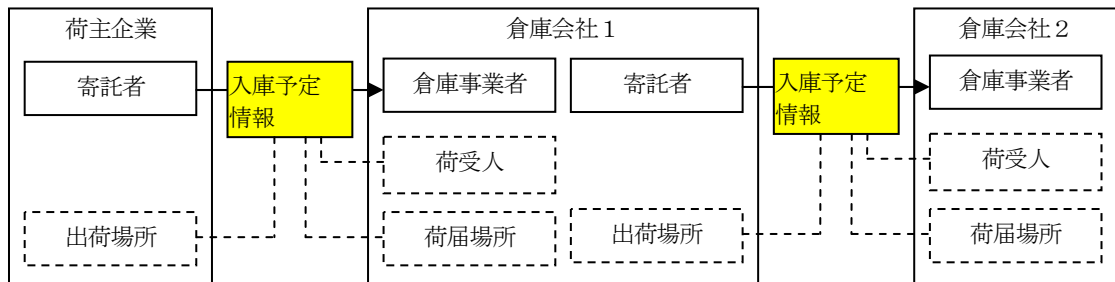 荷主企業
倉庫会社1
倉庫会社2
寄託者
入庫予定
情報
倉庫事業者
寄託者
入庫予定
情報
倉庫事業者
荷受人
荷受人
出荷場所
荷届場所
出荷場所
荷届場所